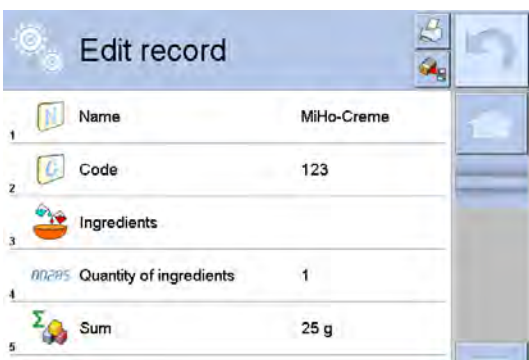 Edit record
1 Name MiHo-Creme
2 Code 123
3 Ingredients
4 Quantity of ingredients 1
5 Sum 25 g